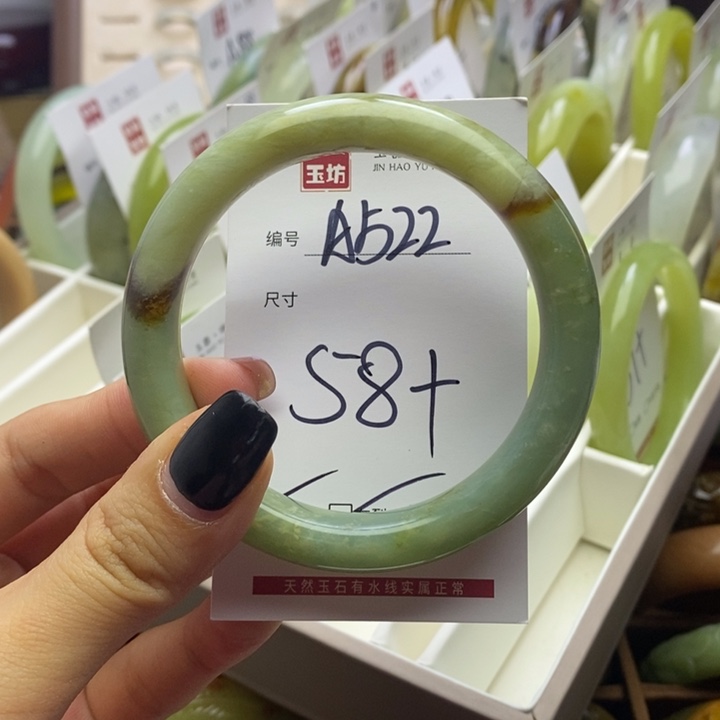 玉坊
JIN HAO YU
编号 A522
尺寸
58+
天然玉石有水线实属正常